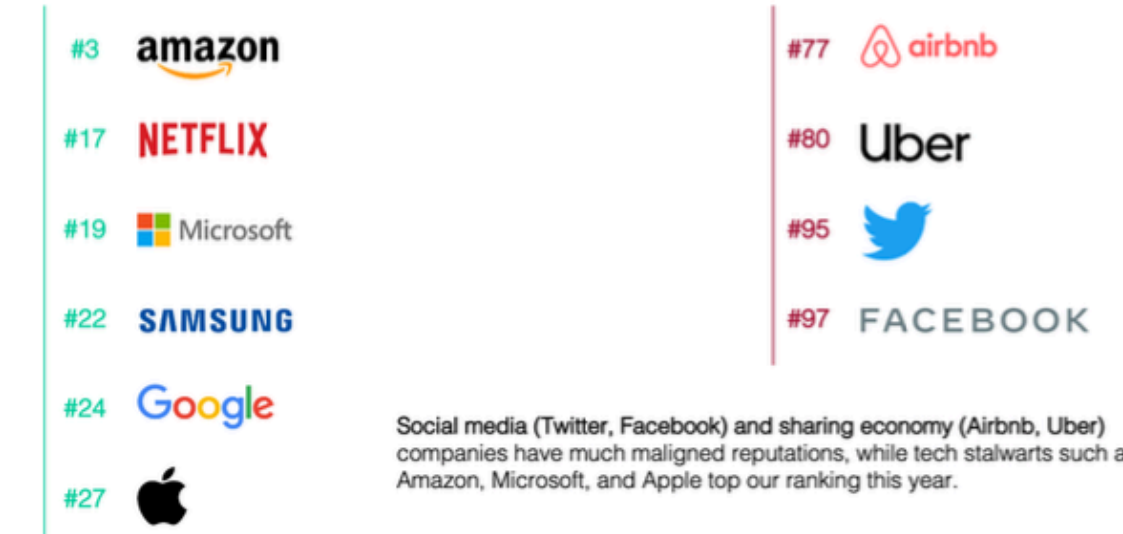 #3 amazon
#17 NETFLIX
#19 Microsoft
#22 SAMSUNG
#24 Google
#27
#77 airbnb
#80 Uber
#95
#97 FACEBOOK
Social media (Twitter, Facebook) and sharing economy (Airbnb, Uber)
companies have much maligned reputations, while tech stalwarts such a
Amazon, Microsoft, and Apple top our ranking this year.